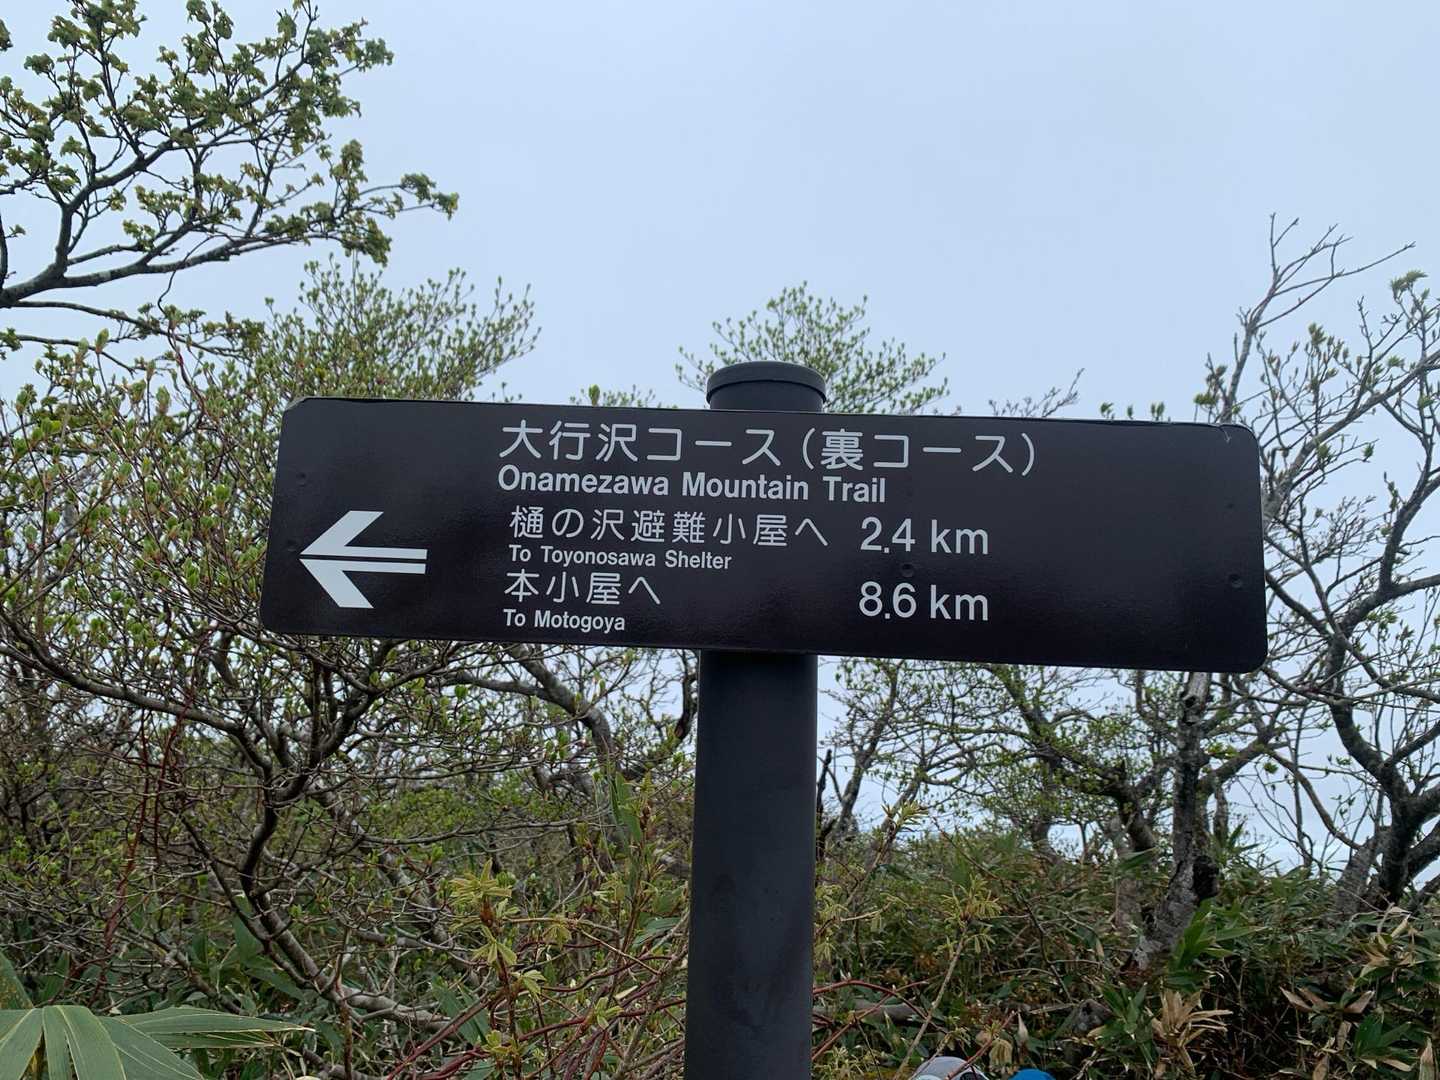 大行沢コース（裏コース）
Onamezawa Mountain Trail
樋の沢避難小屋へ 2.4 km
To Toyonosawa Shelter
本小屋へ 8.6 km
To Motogoya